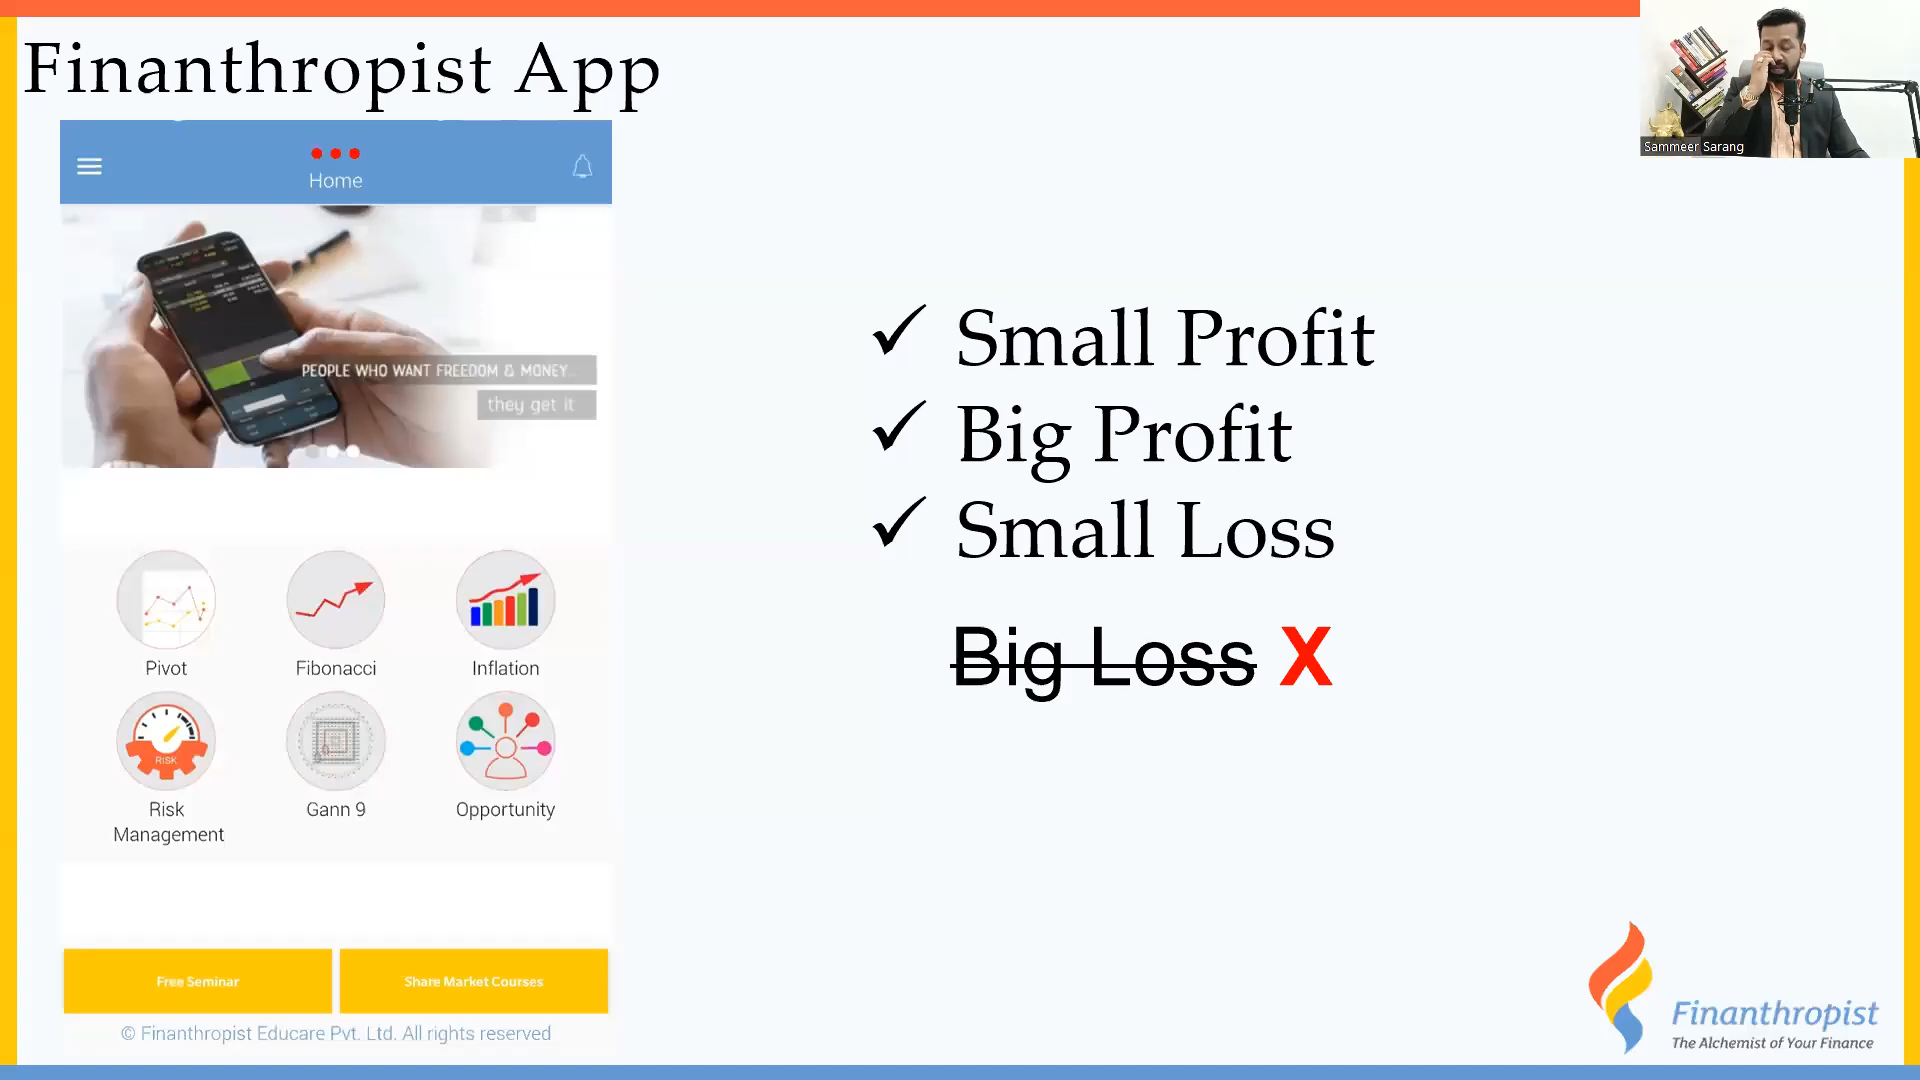 Finanthropist App
Sammeer Sarang
Home
PEOPLE WHO WANT FREEDOM & MONEY...
they get it
Small Profit
Big Profit
Small Loss
Big Loss X
Pivot
Fibonacci
Inflation
RISK
Risk Management
Gann 9
Opportunity
Free Seminar
Share Market Courses
© Finanthropist Educare Pvt. Ltd. All rights reserved
Finanthropist
The Alchemist of Your Finance